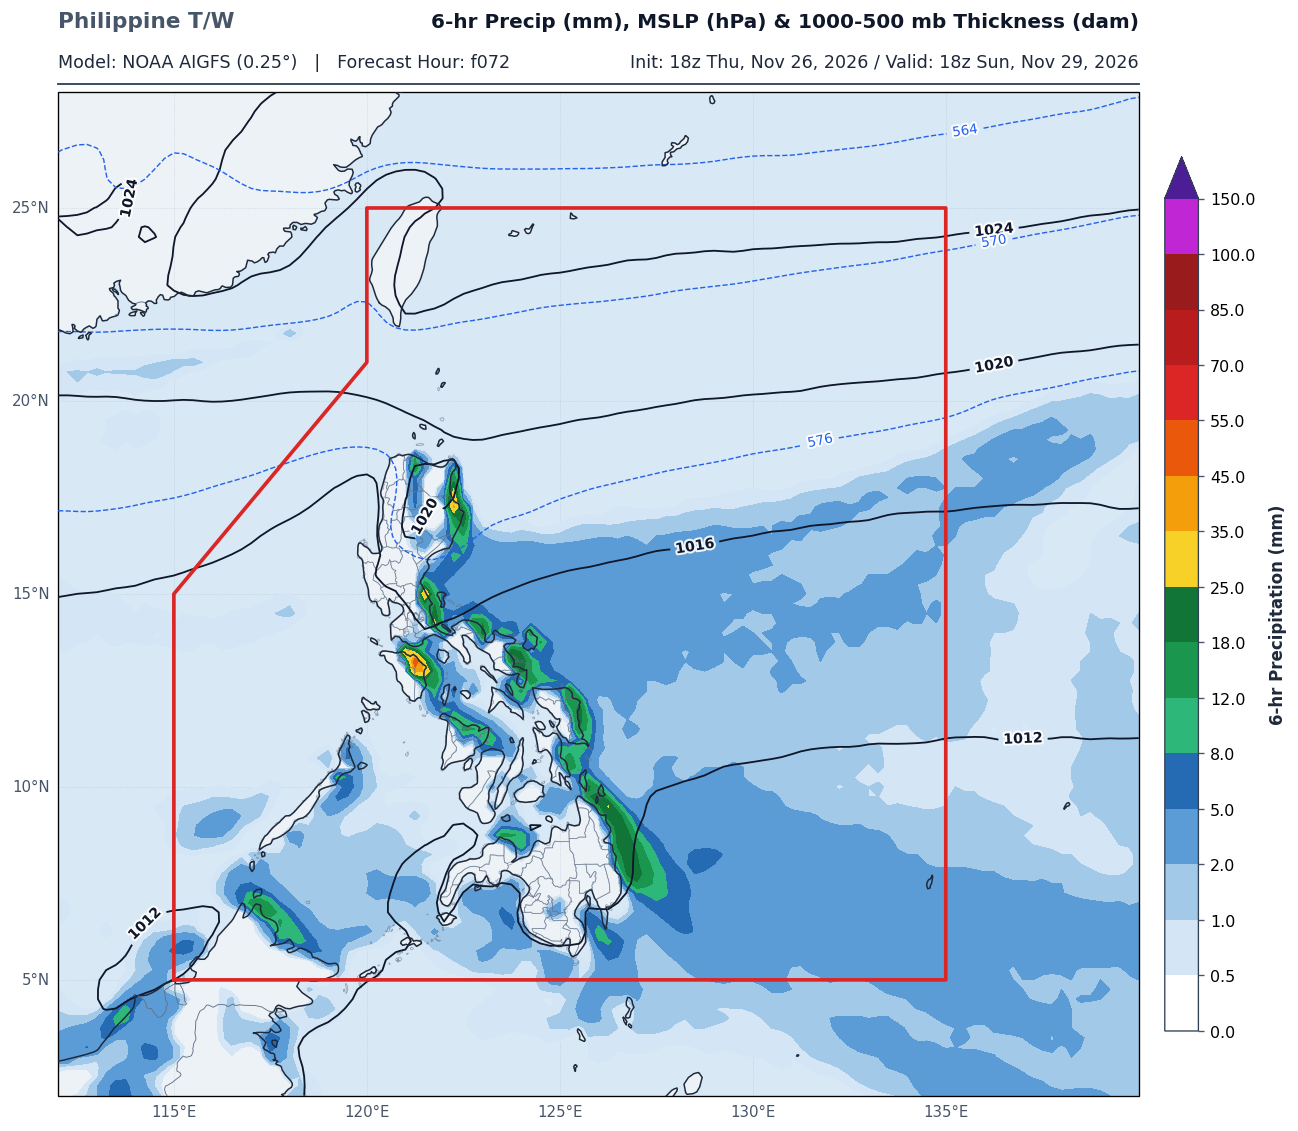 Philippine T/W
6-hr Precip (mm), MSLP (hPa) & 1000-500 mb Thickness (dam)
Model: NOAA AIGFS (0.25°) | Forecast Hour: f072
Init: 18z Thu, Nov 26, 2026 / Valid: 18z Sun, Nov 29, 2026
564
1024
25°N
1024
570
1020
20°N
576
1020
1016
15°N
1012
10°N
1012
5°N
115°E
120°E
125°E
130°E
135°E
150.0
100.0
85.0
70.0
55.0
45.0
35.0
25.0
18.0
12.0
8.0
5.0
2.0
1.0
0.5
0.0
6-hr Precipitation (mm)